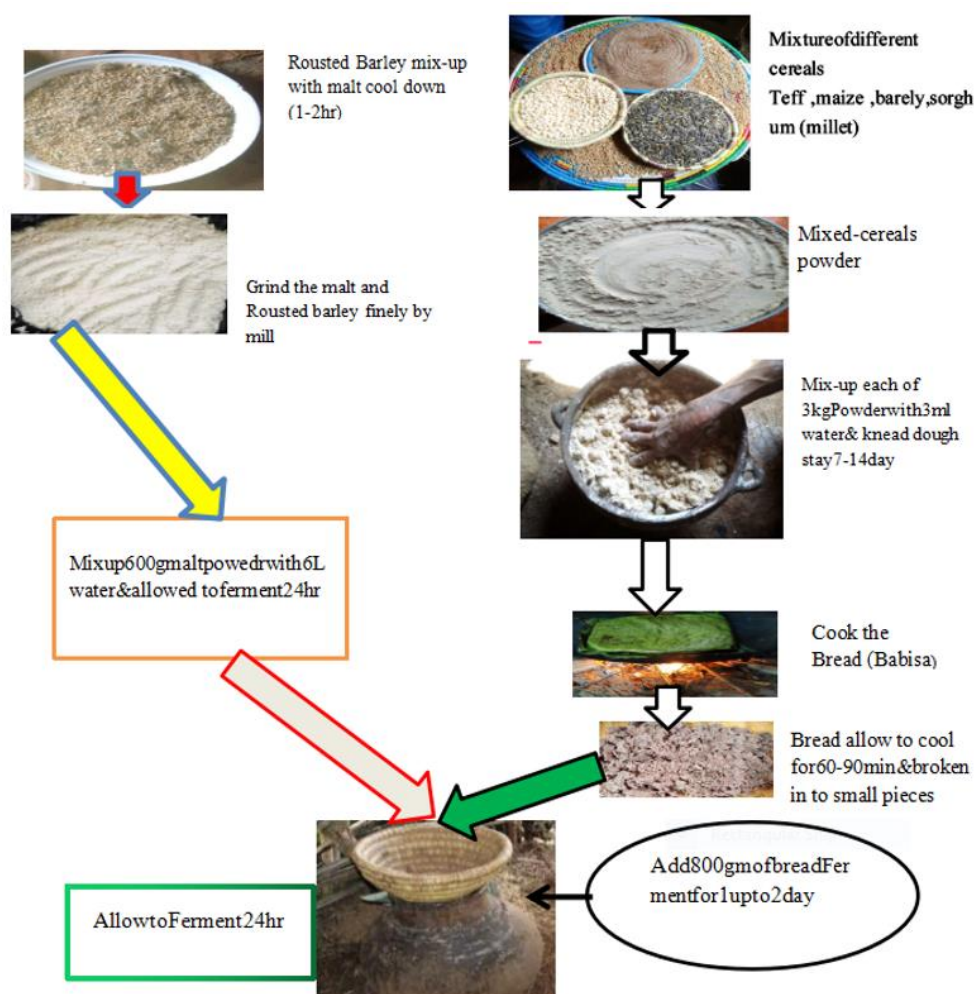 Rousted Barley mix-up
with malt cool down
(1-2hr)
Mixtureofdifferent
cereals
Teff ,maize ,barely,sorgh
um (millet)
Grind the malt and
Rousted barley finely by
mill
Mixed-cereals
powder
Mix-up each of
3kgPowderwith3ml
water& knead dough
stay7-14day
Mixup600gmaltpowedrwith6L
water&allowed toferment24hr
Cook the
Bread (Babisa)
Bread allow to cool
for60-90min&broken
in to small pieces
Add800gmofbreadFer
mentfor1upto2day
AllowtoFerment24hr